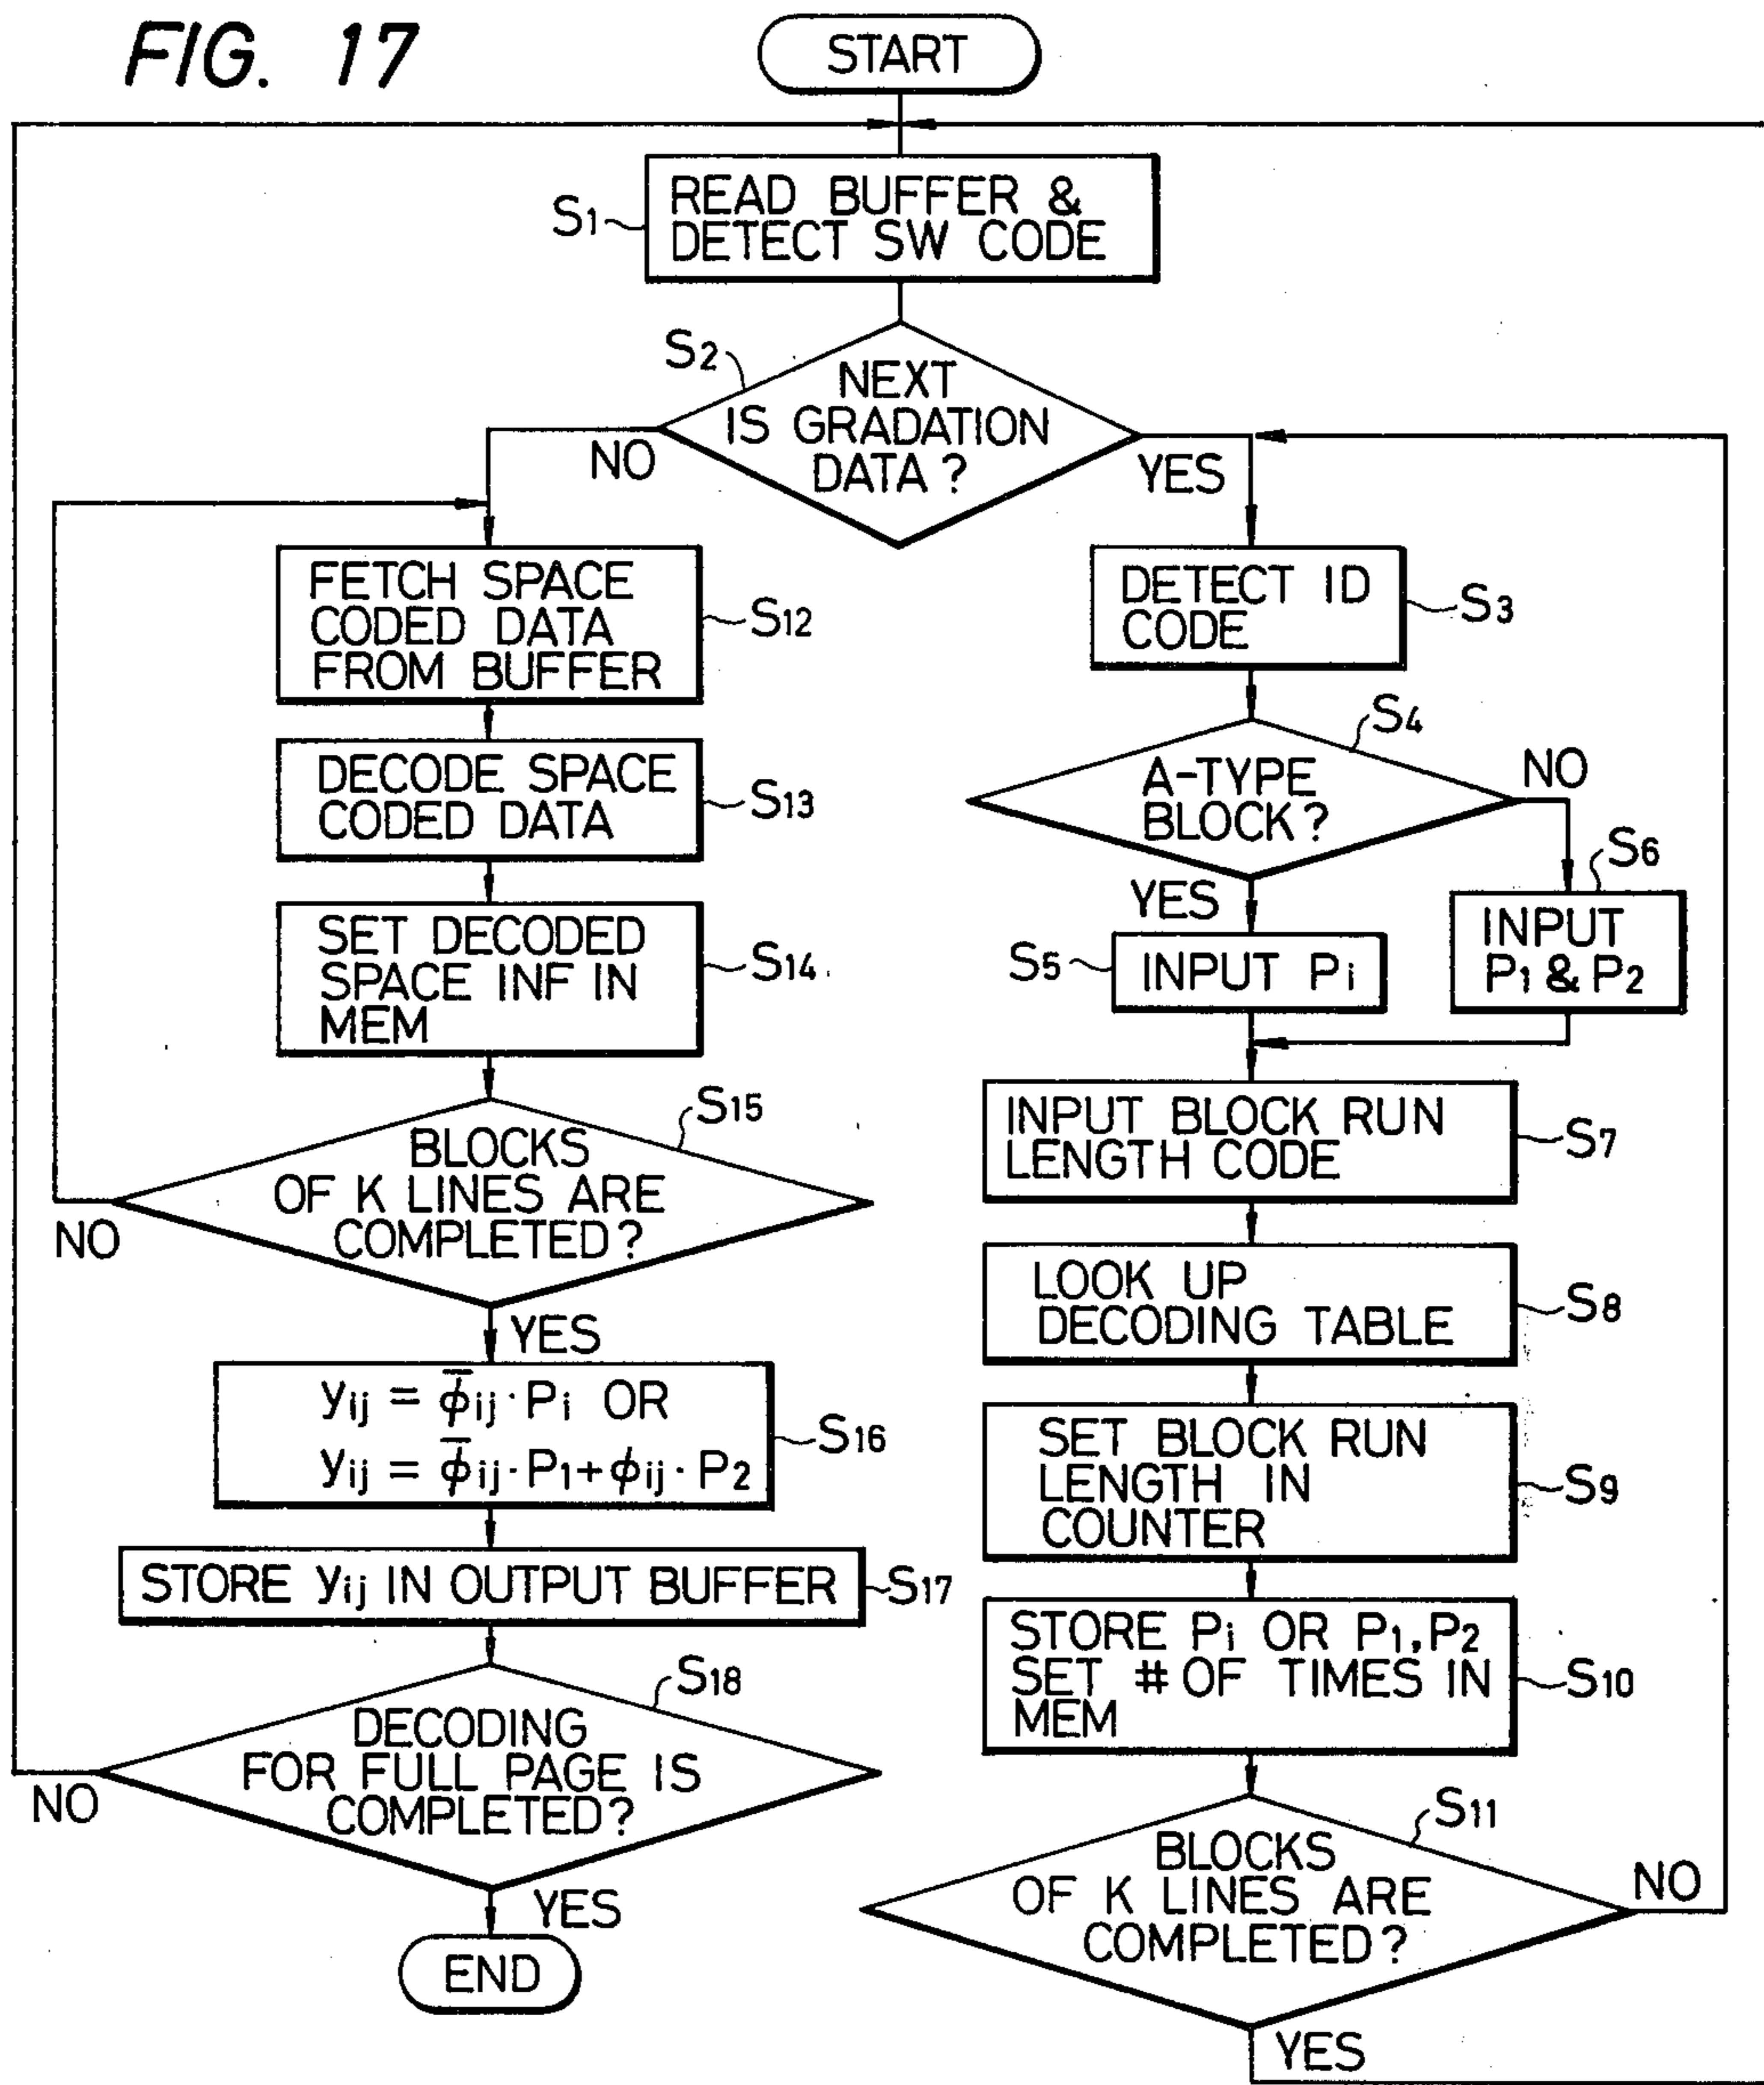 FIG. 17
START
S1
READ BUFFER &
DETECT SW CODE
S2
NEXT
IS GRADATION
DATA?
NO
YES
FETCH SPACE
CODED DATA
FROM BUFFER
S12
DETECT ID
CODE
S3
DECODE SPACE
CODED DATA
S13
S4
A-TYPE
BLOCK?
NO
YES
S6
INPUT
P1 & P2
SET DECODED
SPACE INF IN
MEM
S14
S5
INPUT Pi
S15
BLOCKS
OF K LINES ARE
COMPLETED?
NO
YES
INPUT BLOCK RUN
LENGTH CODE
S7
LOOK UP
DECODING TABLE
S8
yij = ϕ̅ij · Pi OR
yij = ϕ̅ij · P1 + ϕij · P2
S16
SET BLOCK RUN
LENGTH IN
COUNTER
S9
STORE yij IN OUTPUT BUFFER
S17
STORE Pi OR P1, P2
SET # OF TIMES IN
MEM
S10
S18
DECODING
FOR FULL PAGE IS
COMPLETED?
NO
YES
END
S11
BLOCKS
OF K LINES ARE
COMPLETED?
NO
YES